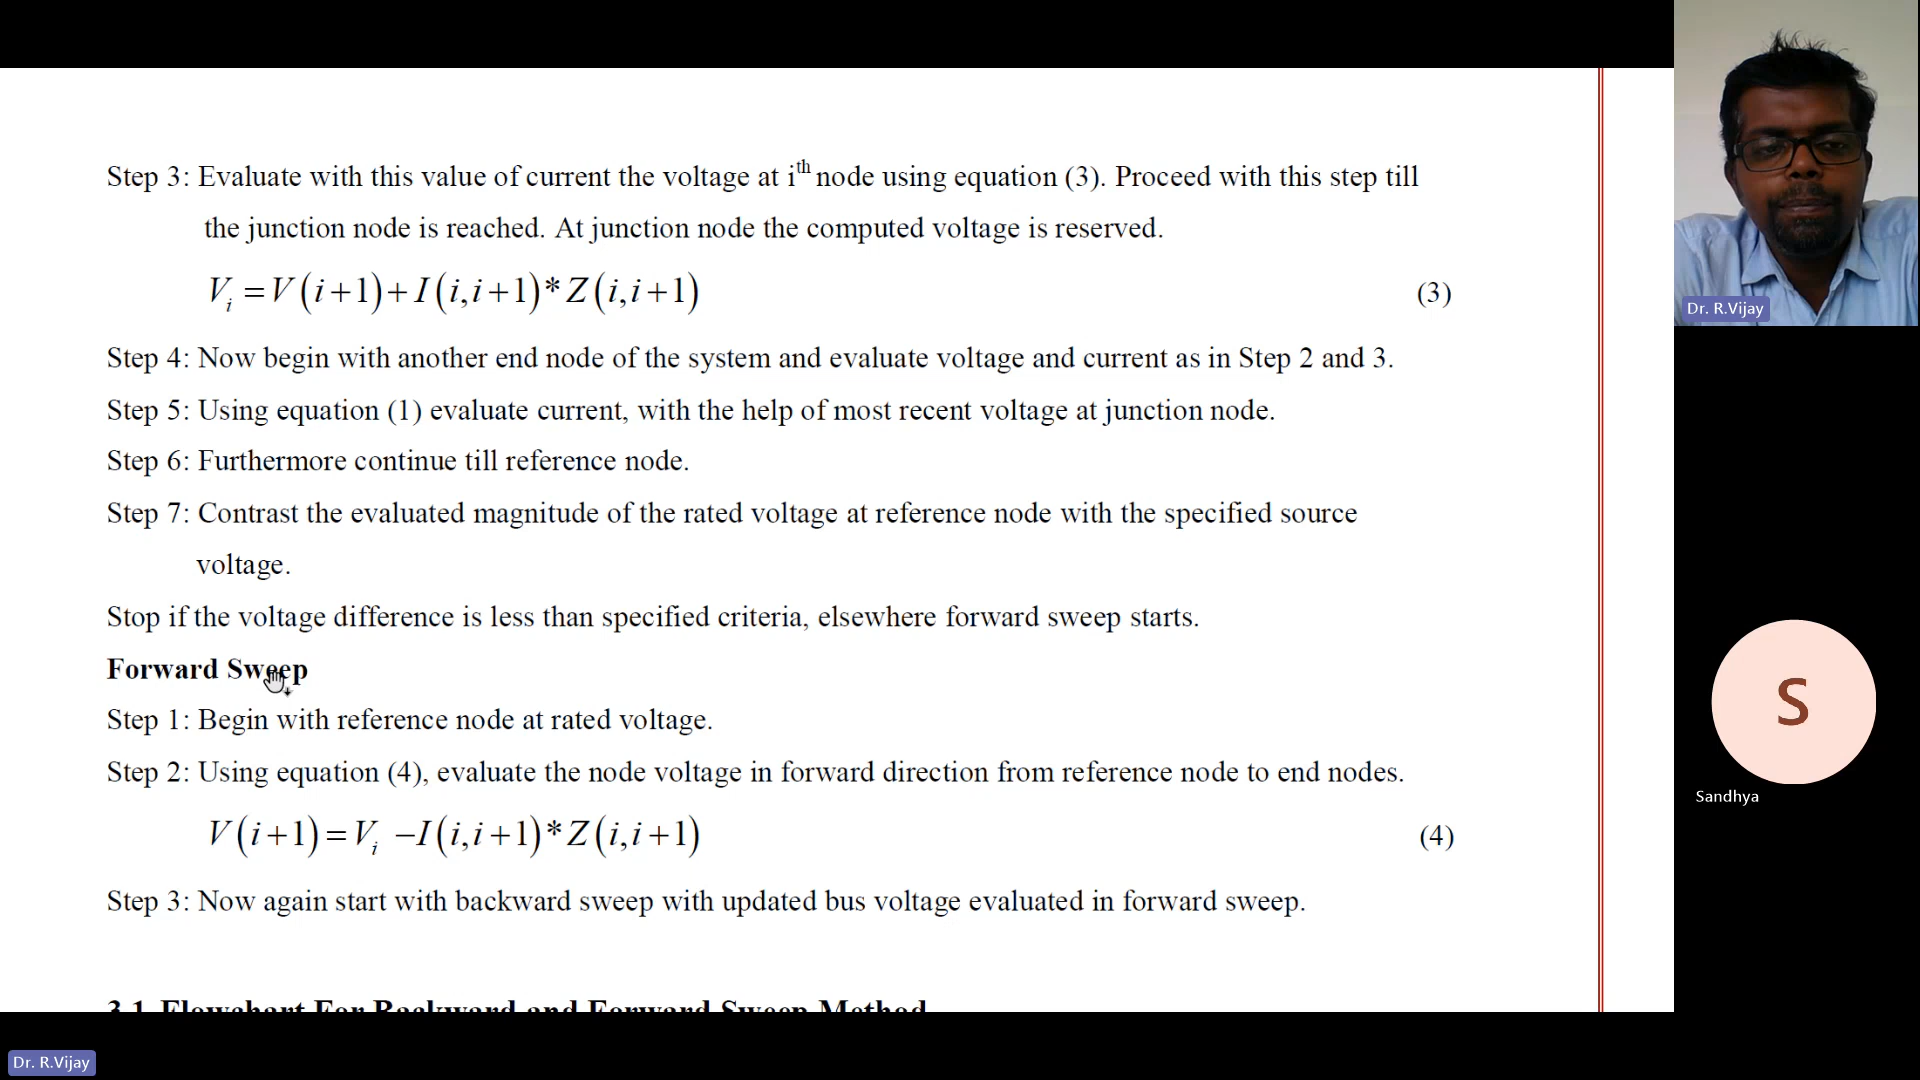 Step 3: Evaluate with this value of current the voltage at iᵗʰ node using equation (3). Proceed with this step till
the junction node is reached. At junction node the computed voltage is reserved.
Vᵢ = V(i+1)+I(i,i+1)*Z(i,i+1) (3)
Step 4: Now begin with another end node of the system and evaluate voltage and current as in Step 2 and 3.
Step 5: Using equation (1) evaluate current, with the help of most recent voltage at junction node.
Step 6: Furthermore continue till reference node.
Step 7: Contrast the evaluated magnitude of the rated voltage at reference node with the specified source
voltage.
Stop if the voltage difference is less than specified criteria, elsewhere forward sweep starts.
Forward Sweep
Step 1: Begin with reference node at rated voltage.
Step 2: Using equation (4), evaluate the node voltage in forward direction from reference node to end nodes.
V(i+1)=Vᵢ −I(i,i+1)*Z(i,i+1) (4)
Step 3: Now again start with backward sweep with updated bus voltage evaluated in forward sweep.
3.1 Flowchart For Backward and Forward Sweep Method
Dr. R.Vijay
S
Sandhya
Dr. R.Vijay